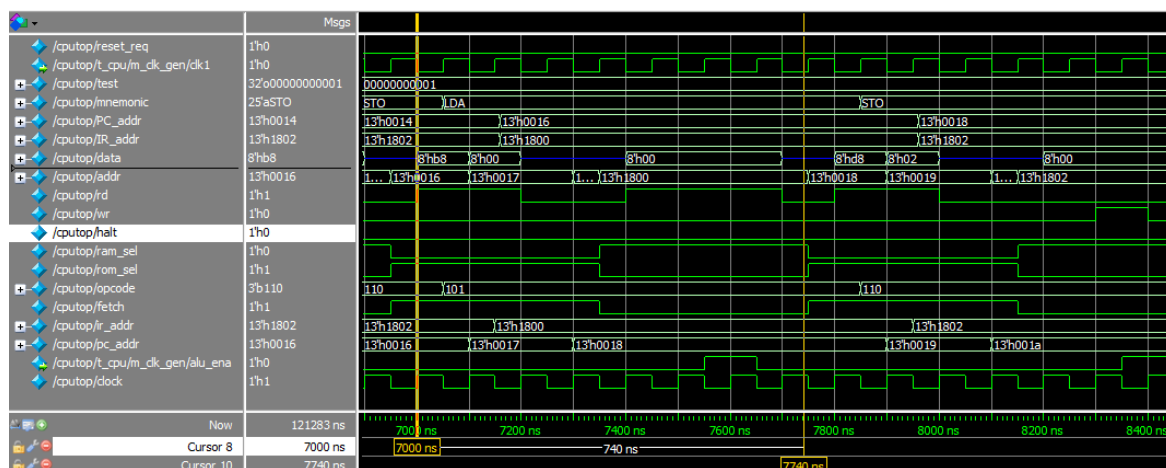 Msgs
/cputop/reset_req 1'h0
/cputop/t_cpu/m_clk_gen/clk1 1'h0
/cputop/test 32'o00000000001 00000000001
/cputop/mnemonic 25'aSTO STO LDA STO
/cputop/PC_addr 13'h0014 13'h0014 13'h0016 13'h0018
/cputop/IR_addr 13'h1802 13'h1802 13'h1800 13'h1802
/cputop/data 8'hb8 8'hb8 8'h00 8'h00 8'hd8 8'h02 8'h00
/cputop/addr 13'h0016 1... 13'h0016 13'h0017 1... 13'h1800 13'h0018 13'h0019 1... 13'h1802
/cputop/rd 1'h1
/cputop/wr 1'h0
/cputop/halt 1'h0
/cputop/ram_sel 1'h0
/cputop/rom_sel 1'h1
/cputop/opcode 3'b110 110 101 110
/cputop/fetch 1'h1
/cputop/ir_addr 13'h1802 13'h1802 13'h1800 13'h1802
/cputop/pc_addr 13'h0016 13'h0016 13'h0017 13'h0018 13'h0019 13'h001a
/cputop/t_cpu/m_clk_gen/alu_ena 1'h0
/cputop/clock 1'h1
Now 121283 ns 7000 ns 7200 ns 7400 ns 7600 ns 7800 ns 8000 ns 8200 ns 8400 ns
Cursor 8 7000 ns 7000 ns 740 ns
Cursor 10 7740 ns 7740 ns